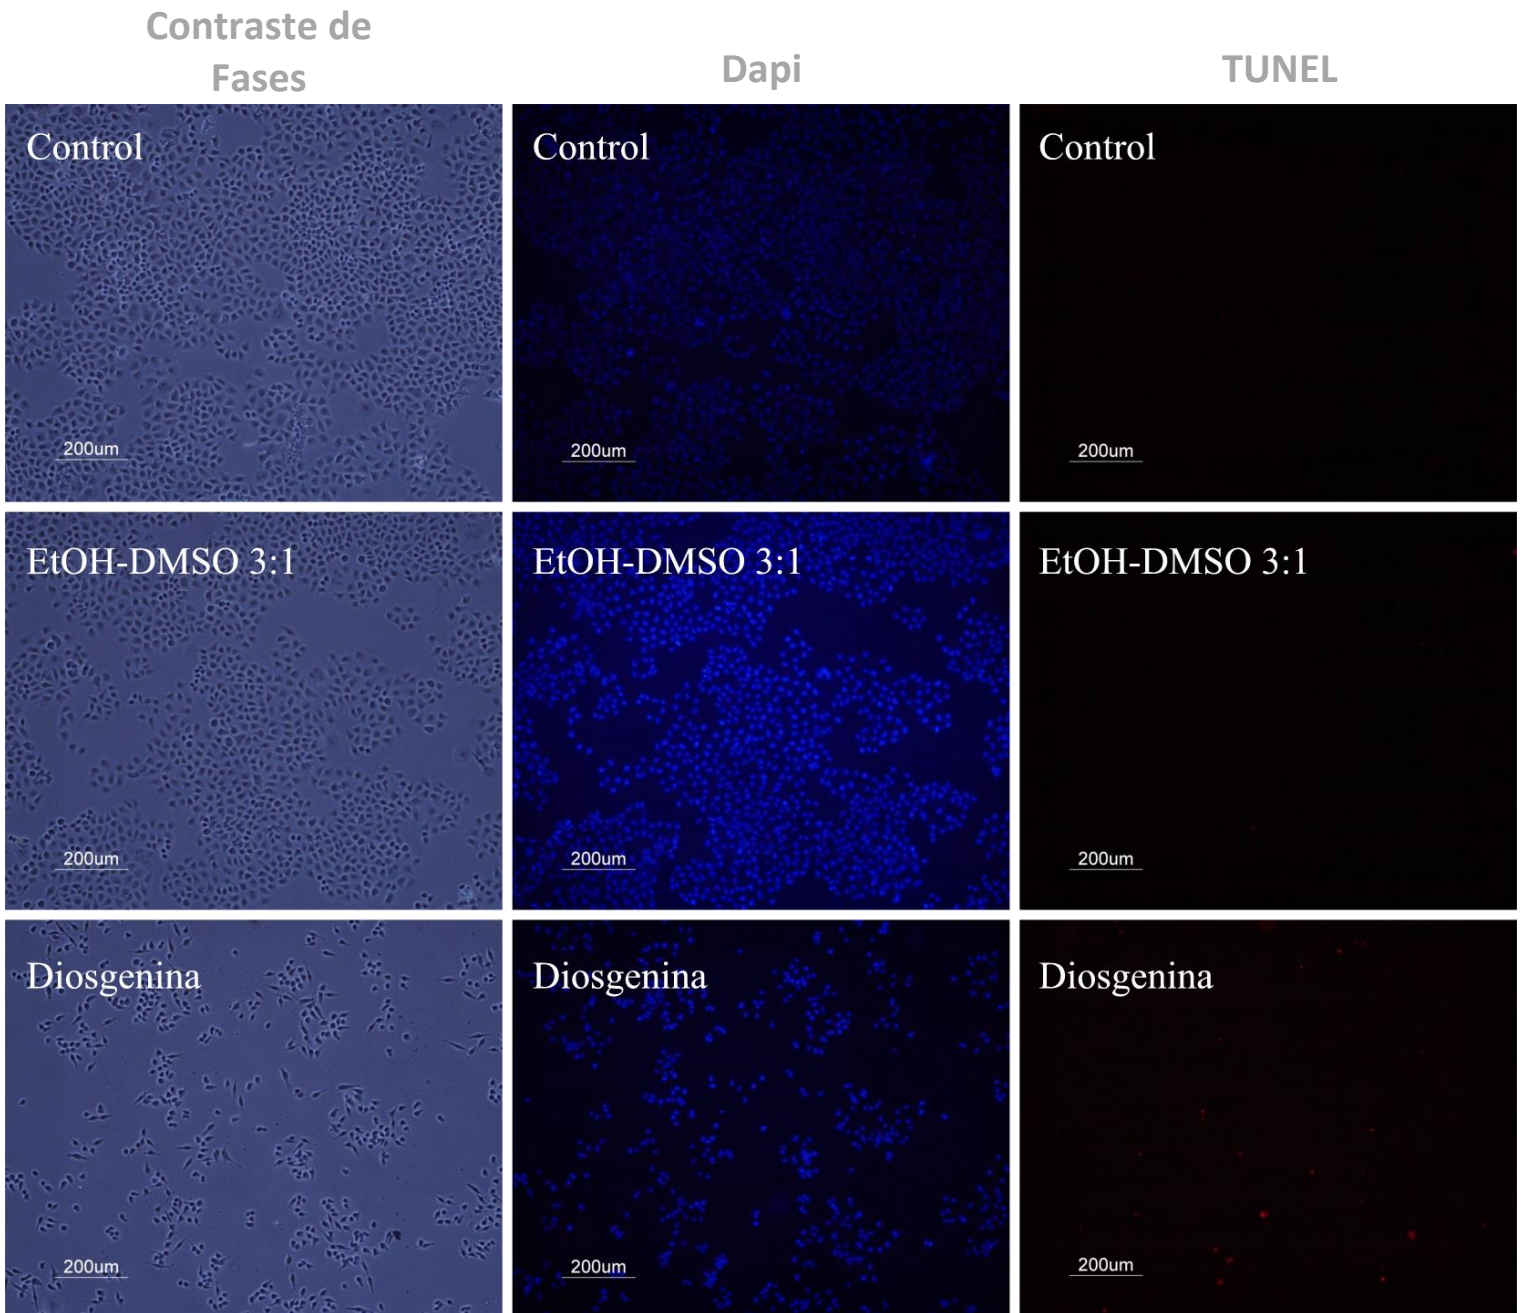 Contraste de
Fases
Dapi
TUNEL
Control
Control
Control
200um
200um
200um
EtOH-DMSO 3:1
EtOH-DMSO 3:1
EtOH-DMSO 3:1
200um
200um
200um
Diosgenina
Diosgenina
Diosgenina
200um
200um
200um